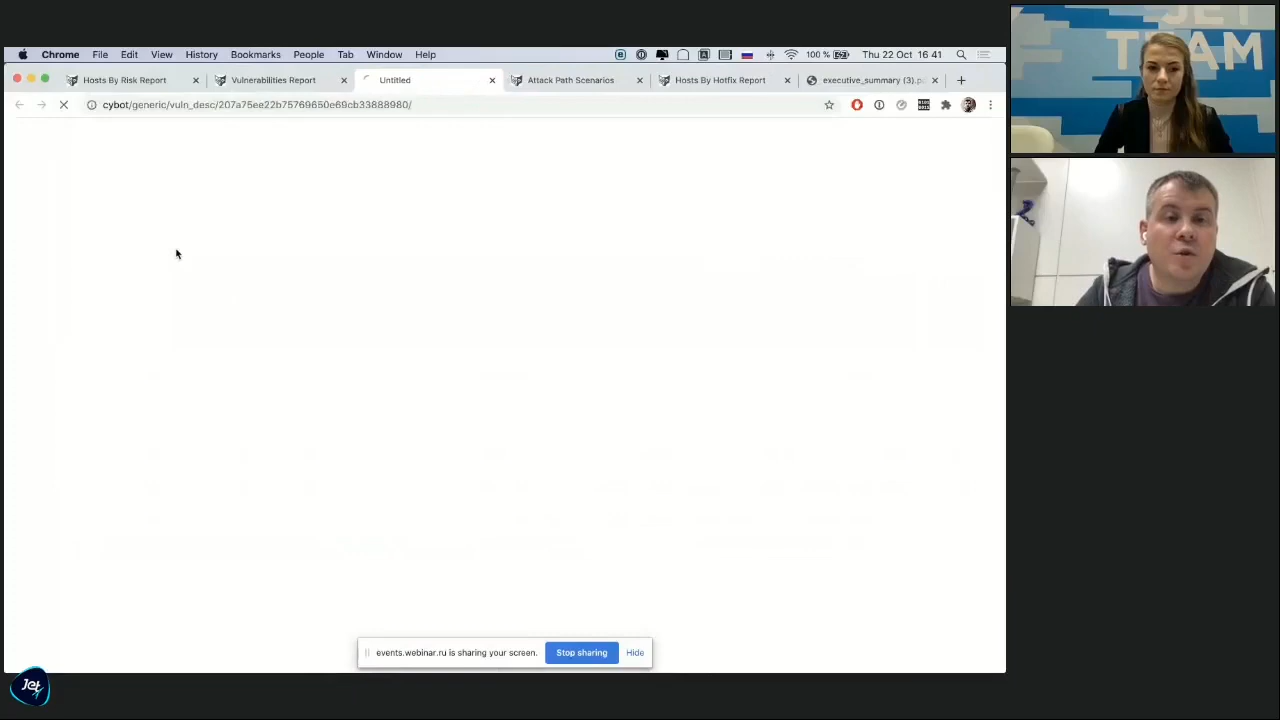 Chrome File Edit View History Bookmarks People Tab Window Help 100 % Thu 22 Oct 16:41
Hosts By Risk Report Vulnerabilities Report Untitled Attack Path Scenarios Hosts By Hotfix Report executive_summary (3).p
cybot/generic/vuln_desc/207a75ee22b75769650e69cb33888980/
events.webinar.ru is sharing your screen. Stop sharing Hide
JET
TEAM
Jet